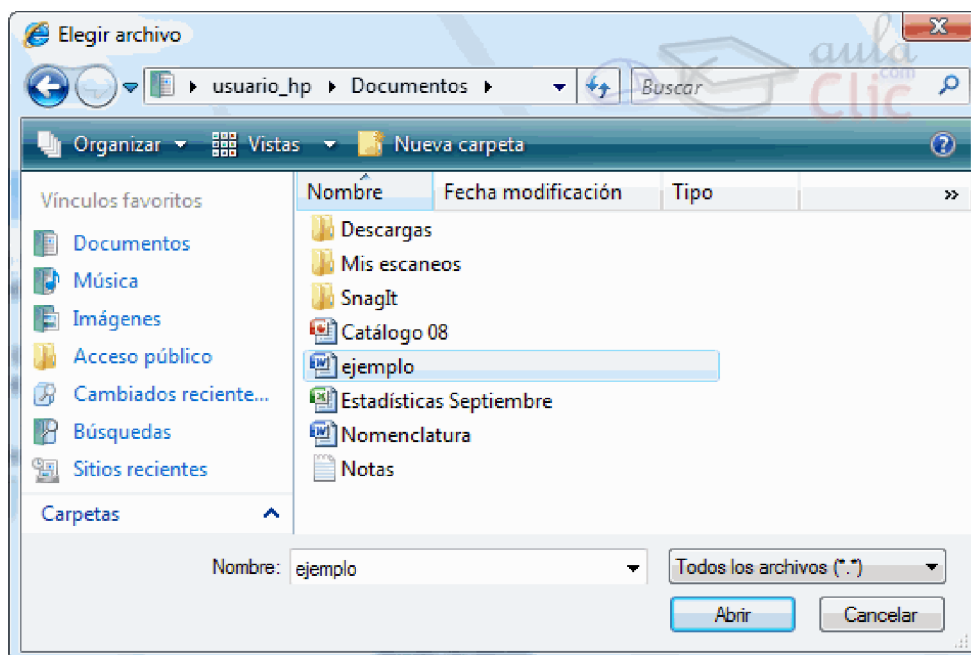 Elegir archivo
aula
Clic
.com
usuario_hp Documentos
Buscar
Organizar Vistas Nueva carpeta
Vínculos favoritos
Documentos
Música
Imágenes
Acceso público
Cambiados reciente...
Búsquedas
Sitios recientes
Carpetas
Nombre Fecha modificación Tipo »
Descargas
Mis escaneos
SnagIt
Catálogo 08
ejemplo
Estadísticas Septiembre
Nomenclatura
Notas
Nombre: ejemplo Todos los archivos (*.*)
Abrir Cancelar